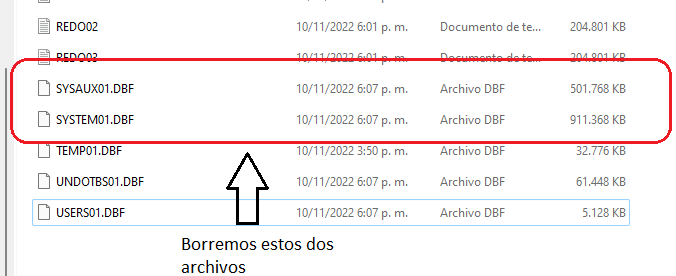 REDO02 10/11/2022 6:01 p. m. Documento de te... 204.801 KB
REDO03 10/11/2022 6:01 p. m. Documento de te... 204.801 KB
SYSAUX01.DBF 10/11/2022 6:07 p. m. Archivo DBF 501.768 KB
SYSTEM01.DBF 10/11/2022 6:07 p. m. Archivo DBF 911.368 KB
TEMP01.DBF 10/11/2022 3:50 p. m. Archivo DBF 32.776 KB
UNDOTBS01.DBF 10/11/2022 6:07 p. m. Archivo DBF 61.448 KB
USERS01.DBF 10/11/2022 6:07 p. m. Archivo DBF 5.128 KB
Borremos estos dos
archivos